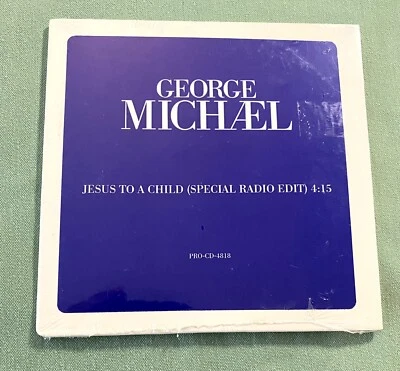 GEORGE
MICHÆL
JESUS TO A CHILD (SPECIAL RADIO EDIT) 4:15
PRO-CD-4818